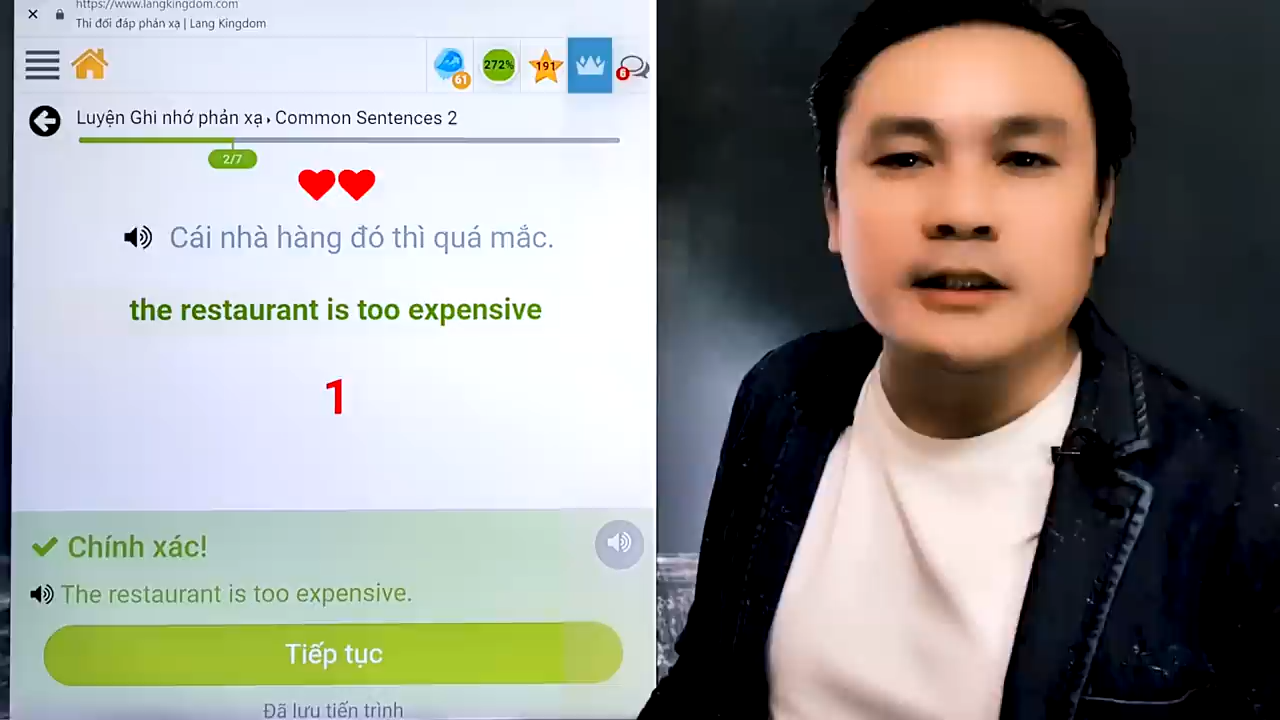 https://www.langkingdom.com
Thi đối đáp phản xạ | Lang Kingdom
61
272%
191
6
Luyện Ghi nhớ phản xạ › Common Sentences 2
2/7
Cái nhà hàng đó thì quá mắc.
the restaurant is too expensive
1
Chính xác!
The restaurant is too expensive.
Tiếp tục
Đã lưu tiến trình